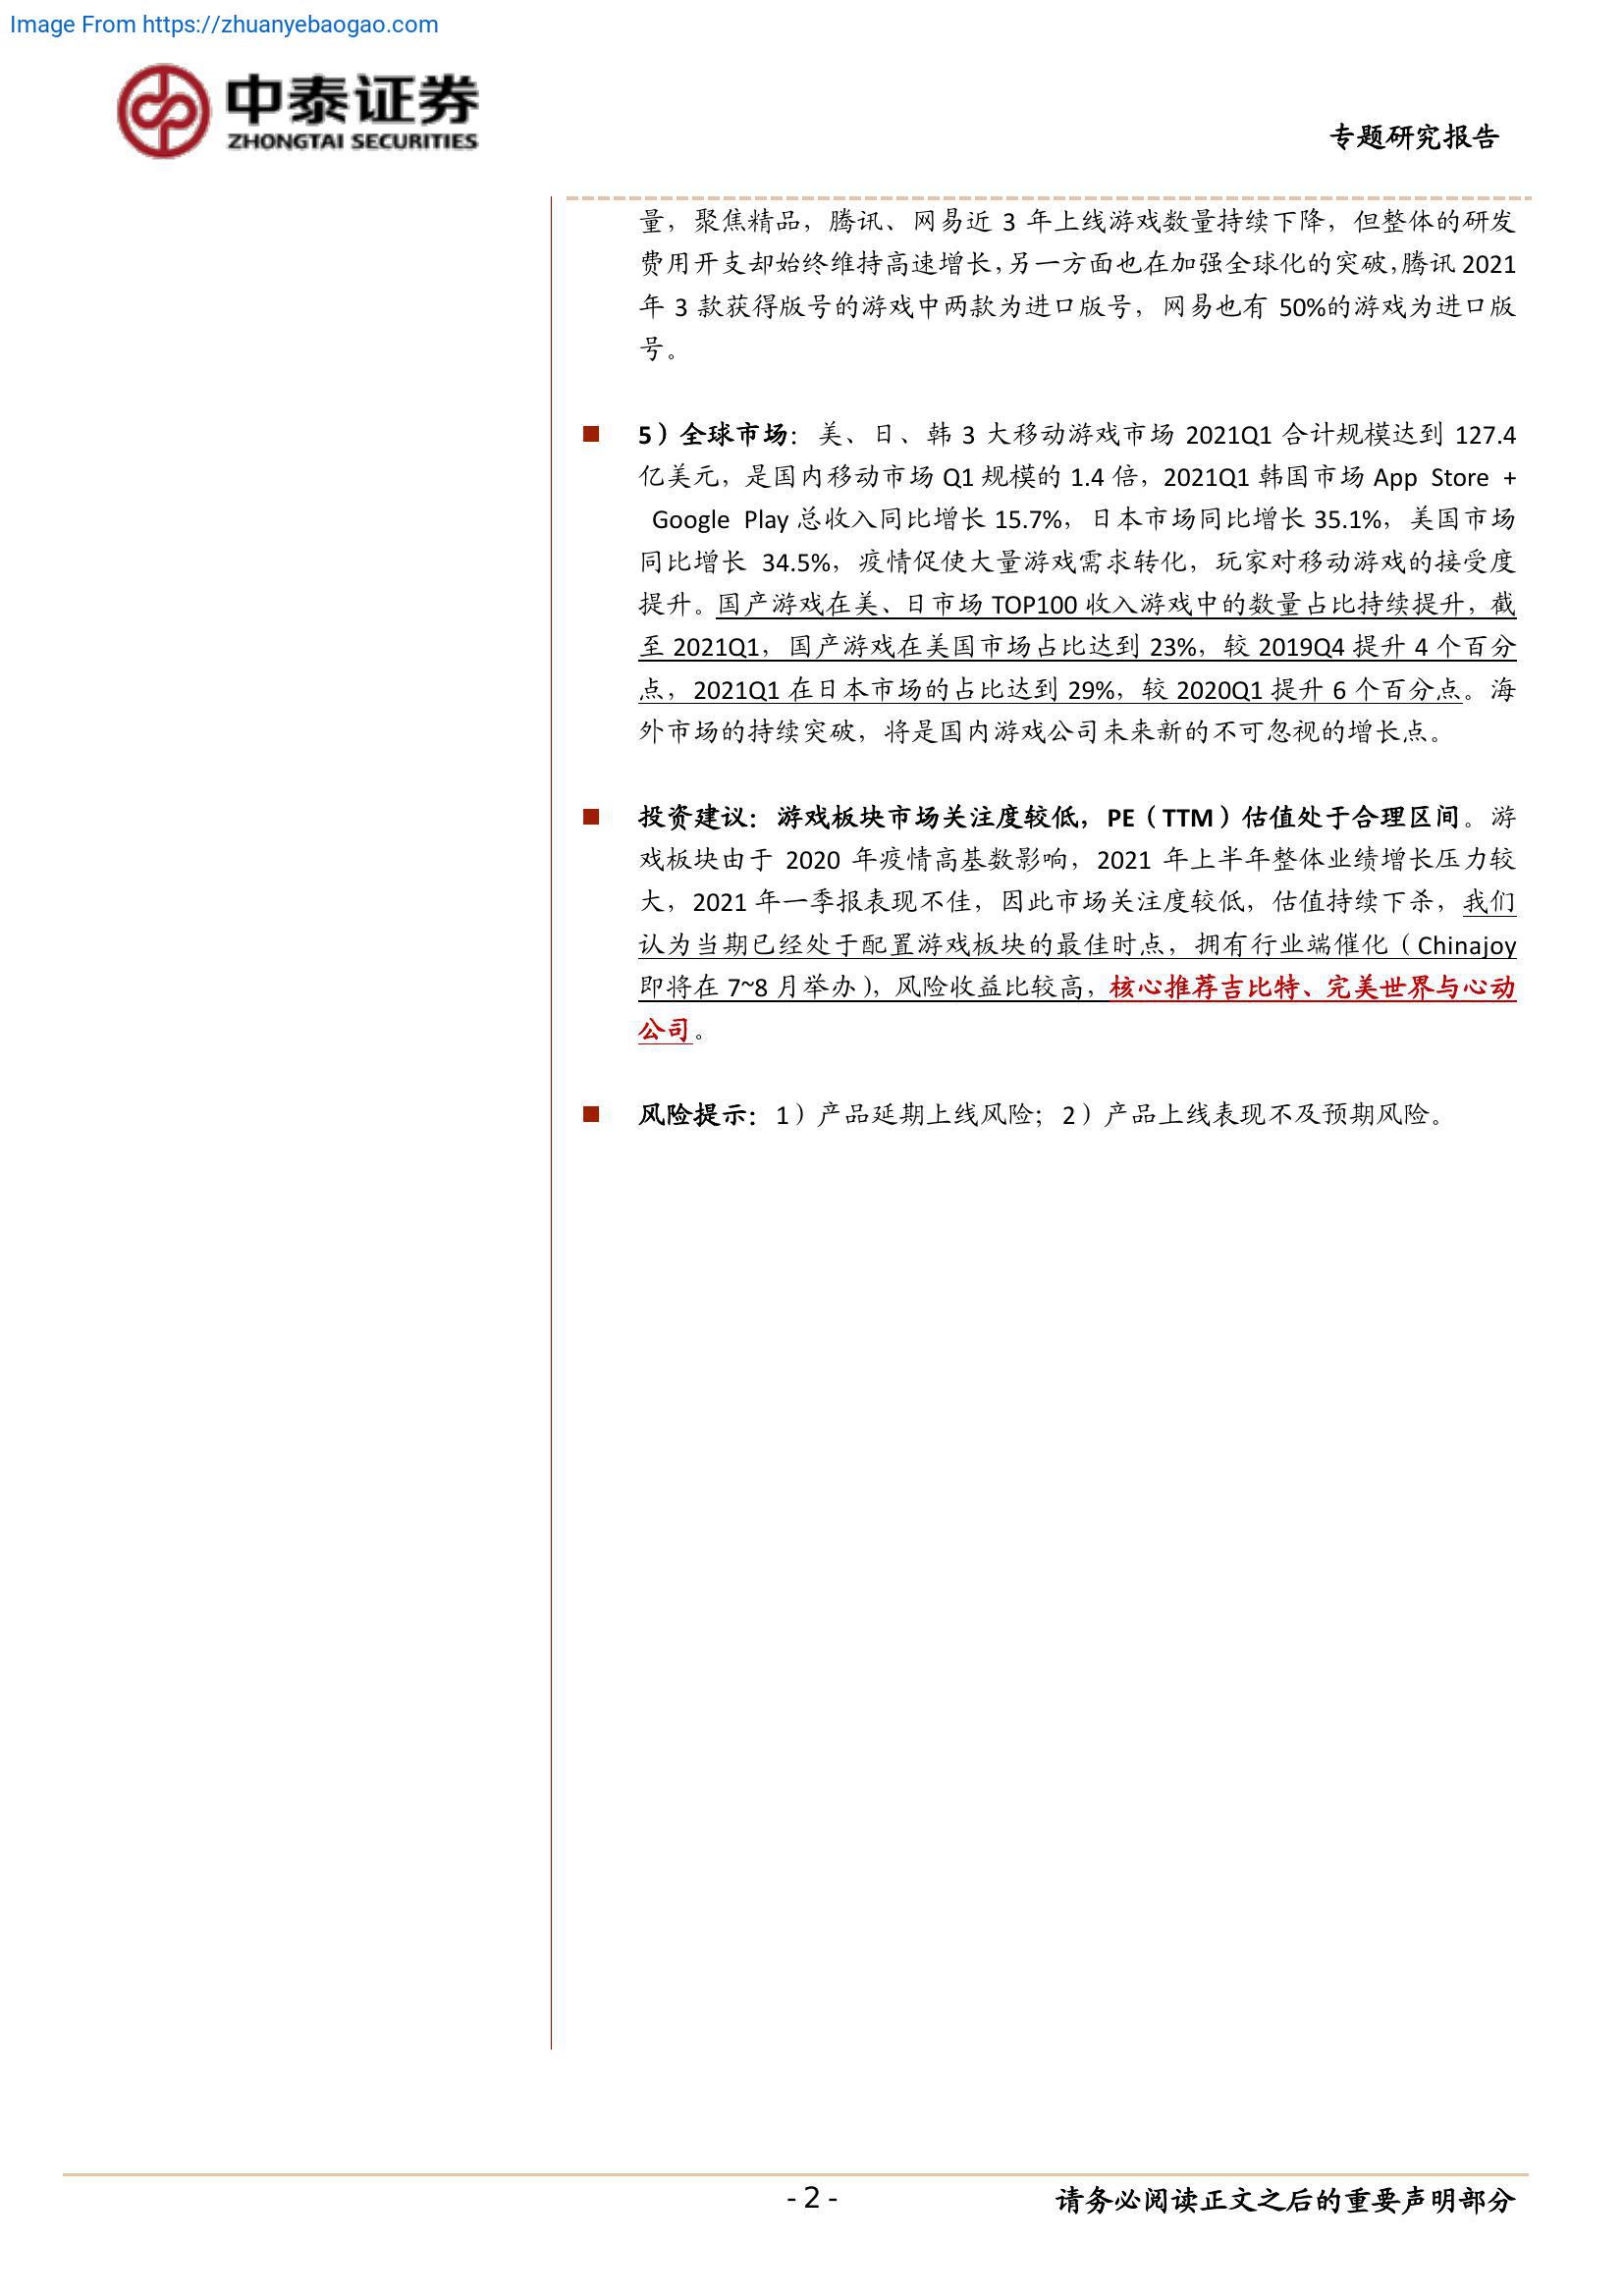 Image From https://zhuanyebaogao.com
中泰证券
ZHONGTAI SECURITIES
专题研究报告
量，聚焦精品，腾讯、网易近 3 年上线游戏数量持续下降，但整体的研发
费用开支却始终维持高速增长，另一方面也在加强全球化的突破，腾讯 2021
年 3 款获得版号的游戏中两款为进口版号，网易也有 50%的游戏为进口版
号。
■ 5）全球市场：美、日、韩 3 大移动游戏市场 2021Q1 合计规模达到 127.4
亿美元，是国内移动市场 Q1 规模的 1.4 倍，2021Q1 韩国市场 App Store +
Google Play 总收入同比增长 15.7%，日本市场同比增长 35.1%，美国市场
同比增长 34.5%，疫情促使大量游戏需求转化，玩家对移动游戏的接受度
提升。国产游戏在美、日市场 TOP100 收入游戏中的数量占比持续提升，截
至 2021Q1，国产游戏在美国市场占比达到 23%，较 2019Q4 提升 4 个百分
点，2021Q1 在日本市场的占比达到 29%，较 2020Q1 提升 6 个百分点。海
外市场的持续突破，将是国内游戏公司未来新的不可忽视的增长点。
■ 投资建议：游戏板块市场关注度较低，PE（TTM）估值处于合理区间。游
戏板块由于 2020 年疫情高基数影响，2021 年上半年整体业绩增长压力较
大，2021 年一季报表现不佳，因此市场关注度较低，估值持续下杀，我们
认为当期已经处于配置游戏板块的最佳时点，拥有行业端催化（Chinajoy
即将在 7~8 月举办），风险收益比较高，核心推荐吉比特、完美世界与心动
公司。
■ 风险提示：1）产品延期上线风险；2）产品上线表现不及预期风险。
- 2 -
请务必阅读正文之后的重要声明部分